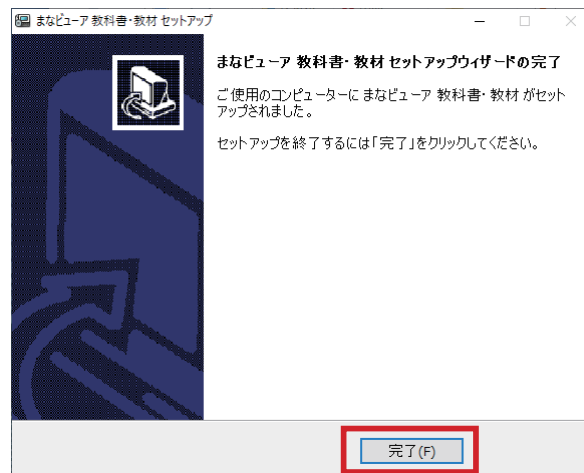 まなビューア 教科書・教材 セットアップ
まなビューア 教科書・教材 セットアップウィザードの完了
ご使用のコンピューターに まなビューア 教科書・教材 がセット
アップされました。
セットアップを終了するには「完了」をクリックしてください。
完了(F)